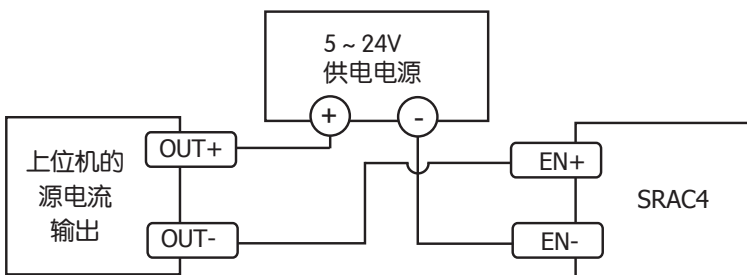 5~24V
供电电源
+
-
上位机的
源电流
输出
OUT+
OUT-
EN+
EN-
SRAC4